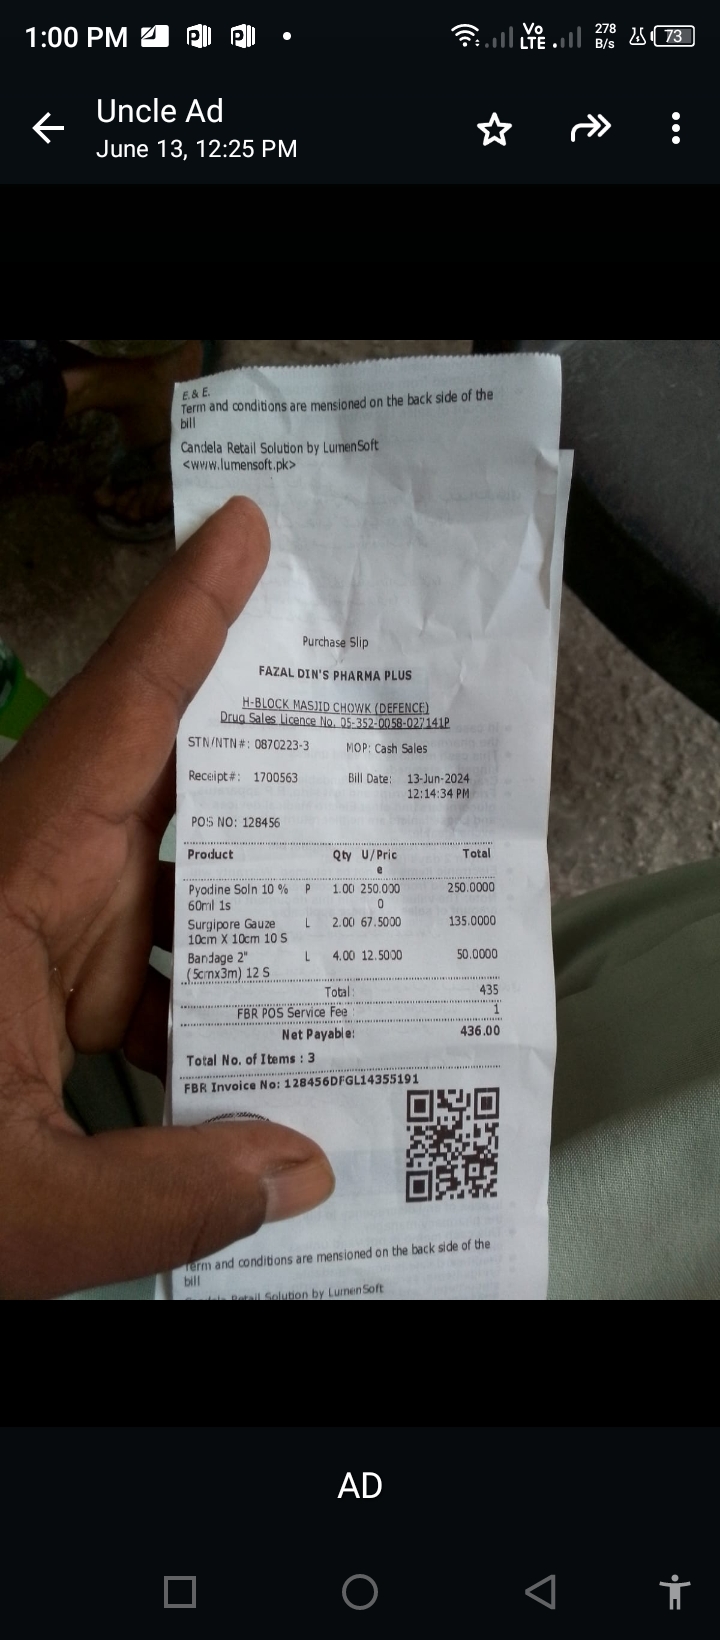 1:00 PM
Vo
LTE
278
B/s
73
Uncle Ad
June 13, 12:25 PM
E.& E.
Term and conditions are mensioned on the back side of the
bill
Candela Retail Solution by LumenSoft
<www.lumensoft.pk>
Purchase Slip
FAZAL DIN'S PHARMA PLUS
H-BLOCK MASJID CHOWK (DEFENCE)
Drug Sales Licence No. 05-352-0058-027141P
STN/NTN#: 0870223-3 MOP: Cash Sales
Receipt#: 1700563 Bill Date: 13-Jun-2024
12:14:34 PM
POS NO: 128456
Product Qty U/Pric Total
e
Pyodine Soln 10 % P 1.00 250.000 250.0000
60ml 1s 0
Surgipore Gauze L 2.00 67.5000 135.0000
10cm X 10cm 10 S
Bandage 2" L 4.00 12.5000 50.0000
(5cmx3m) 12 S
Total: 435
FBR POS Service Fee : 1
Net Payable: 436.00
Total No. of Items : 3
FBR Invoice No: 128456DFGL14355191
Term and conditions are mensioned on the back side of the
bill
Candela Retail Solution by LumenSoft
AD